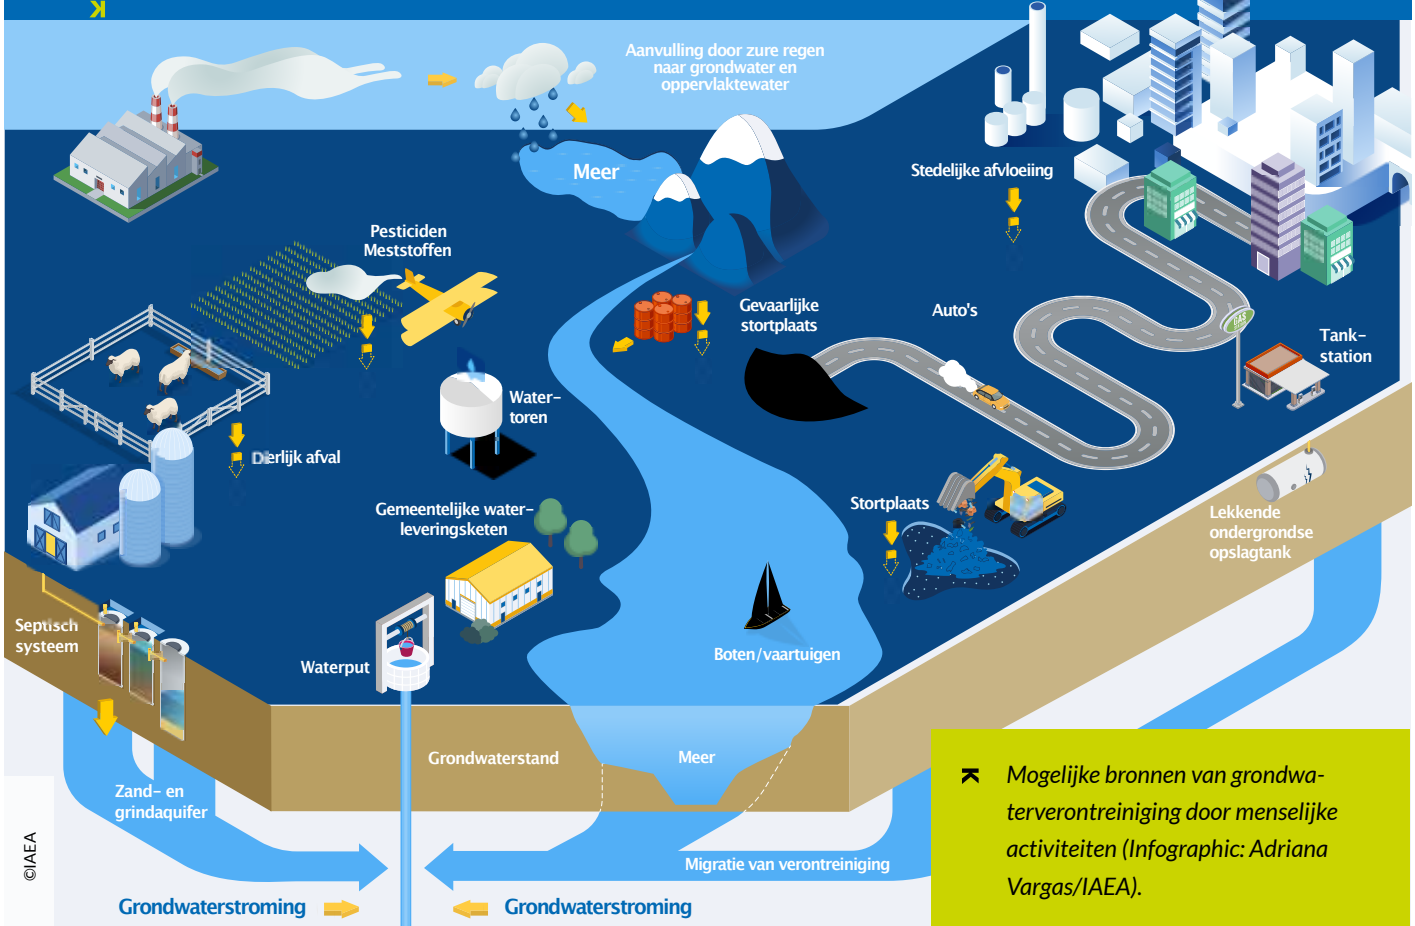 Aanvulling door zure regen
naar grondwater en
oppervlaktewater
Meer
Stedelijke afvloeiing
Pesticiden
Meststoffen
Gevaarlijke
stortplaats
Auto's
GAS
Tank-
station
Water-
toren
Dierlijk afval
Gemeentelijke water-
leveringsketen
Stortplaats
Lekkende
ondergrondse
opslagtank
Septisch
systeem
Waterput
Boten/vaartuigen
Grondwaterstand
Meer
Zand- en
grindaquifer
Migratie van verontreiniging
Grondwaterstroming
Grondwaterstroming
©IAEA
Mogelijke bronnen van grondwa-
terverontreiniging door menselijke
activiteiten (Infographic: Adriana
Vargas/IAEA).